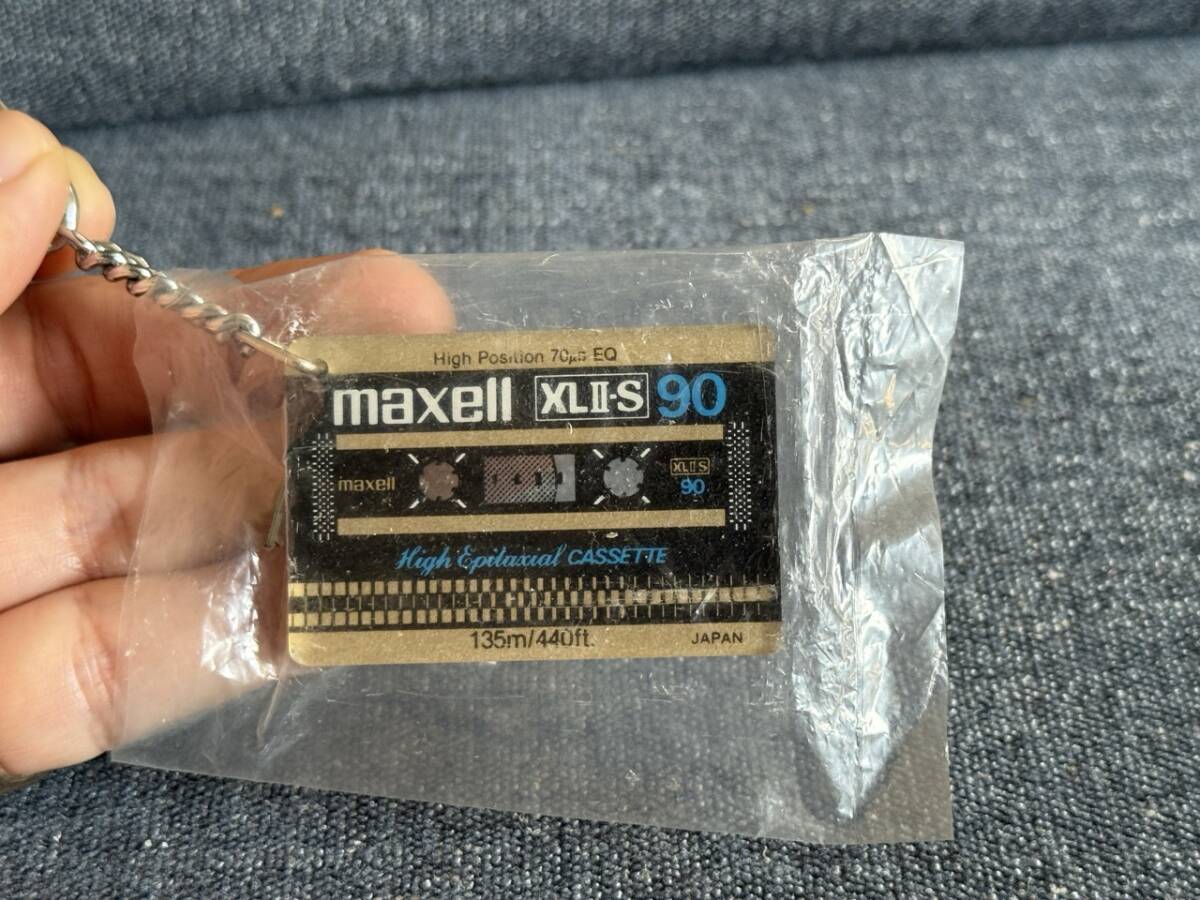 High Position 70μs EQ
maxell XLⅡ-S 90
maxell XLⅡ-S
90
High Epitaxial CASSETTE
135m/440ft. JAPAN